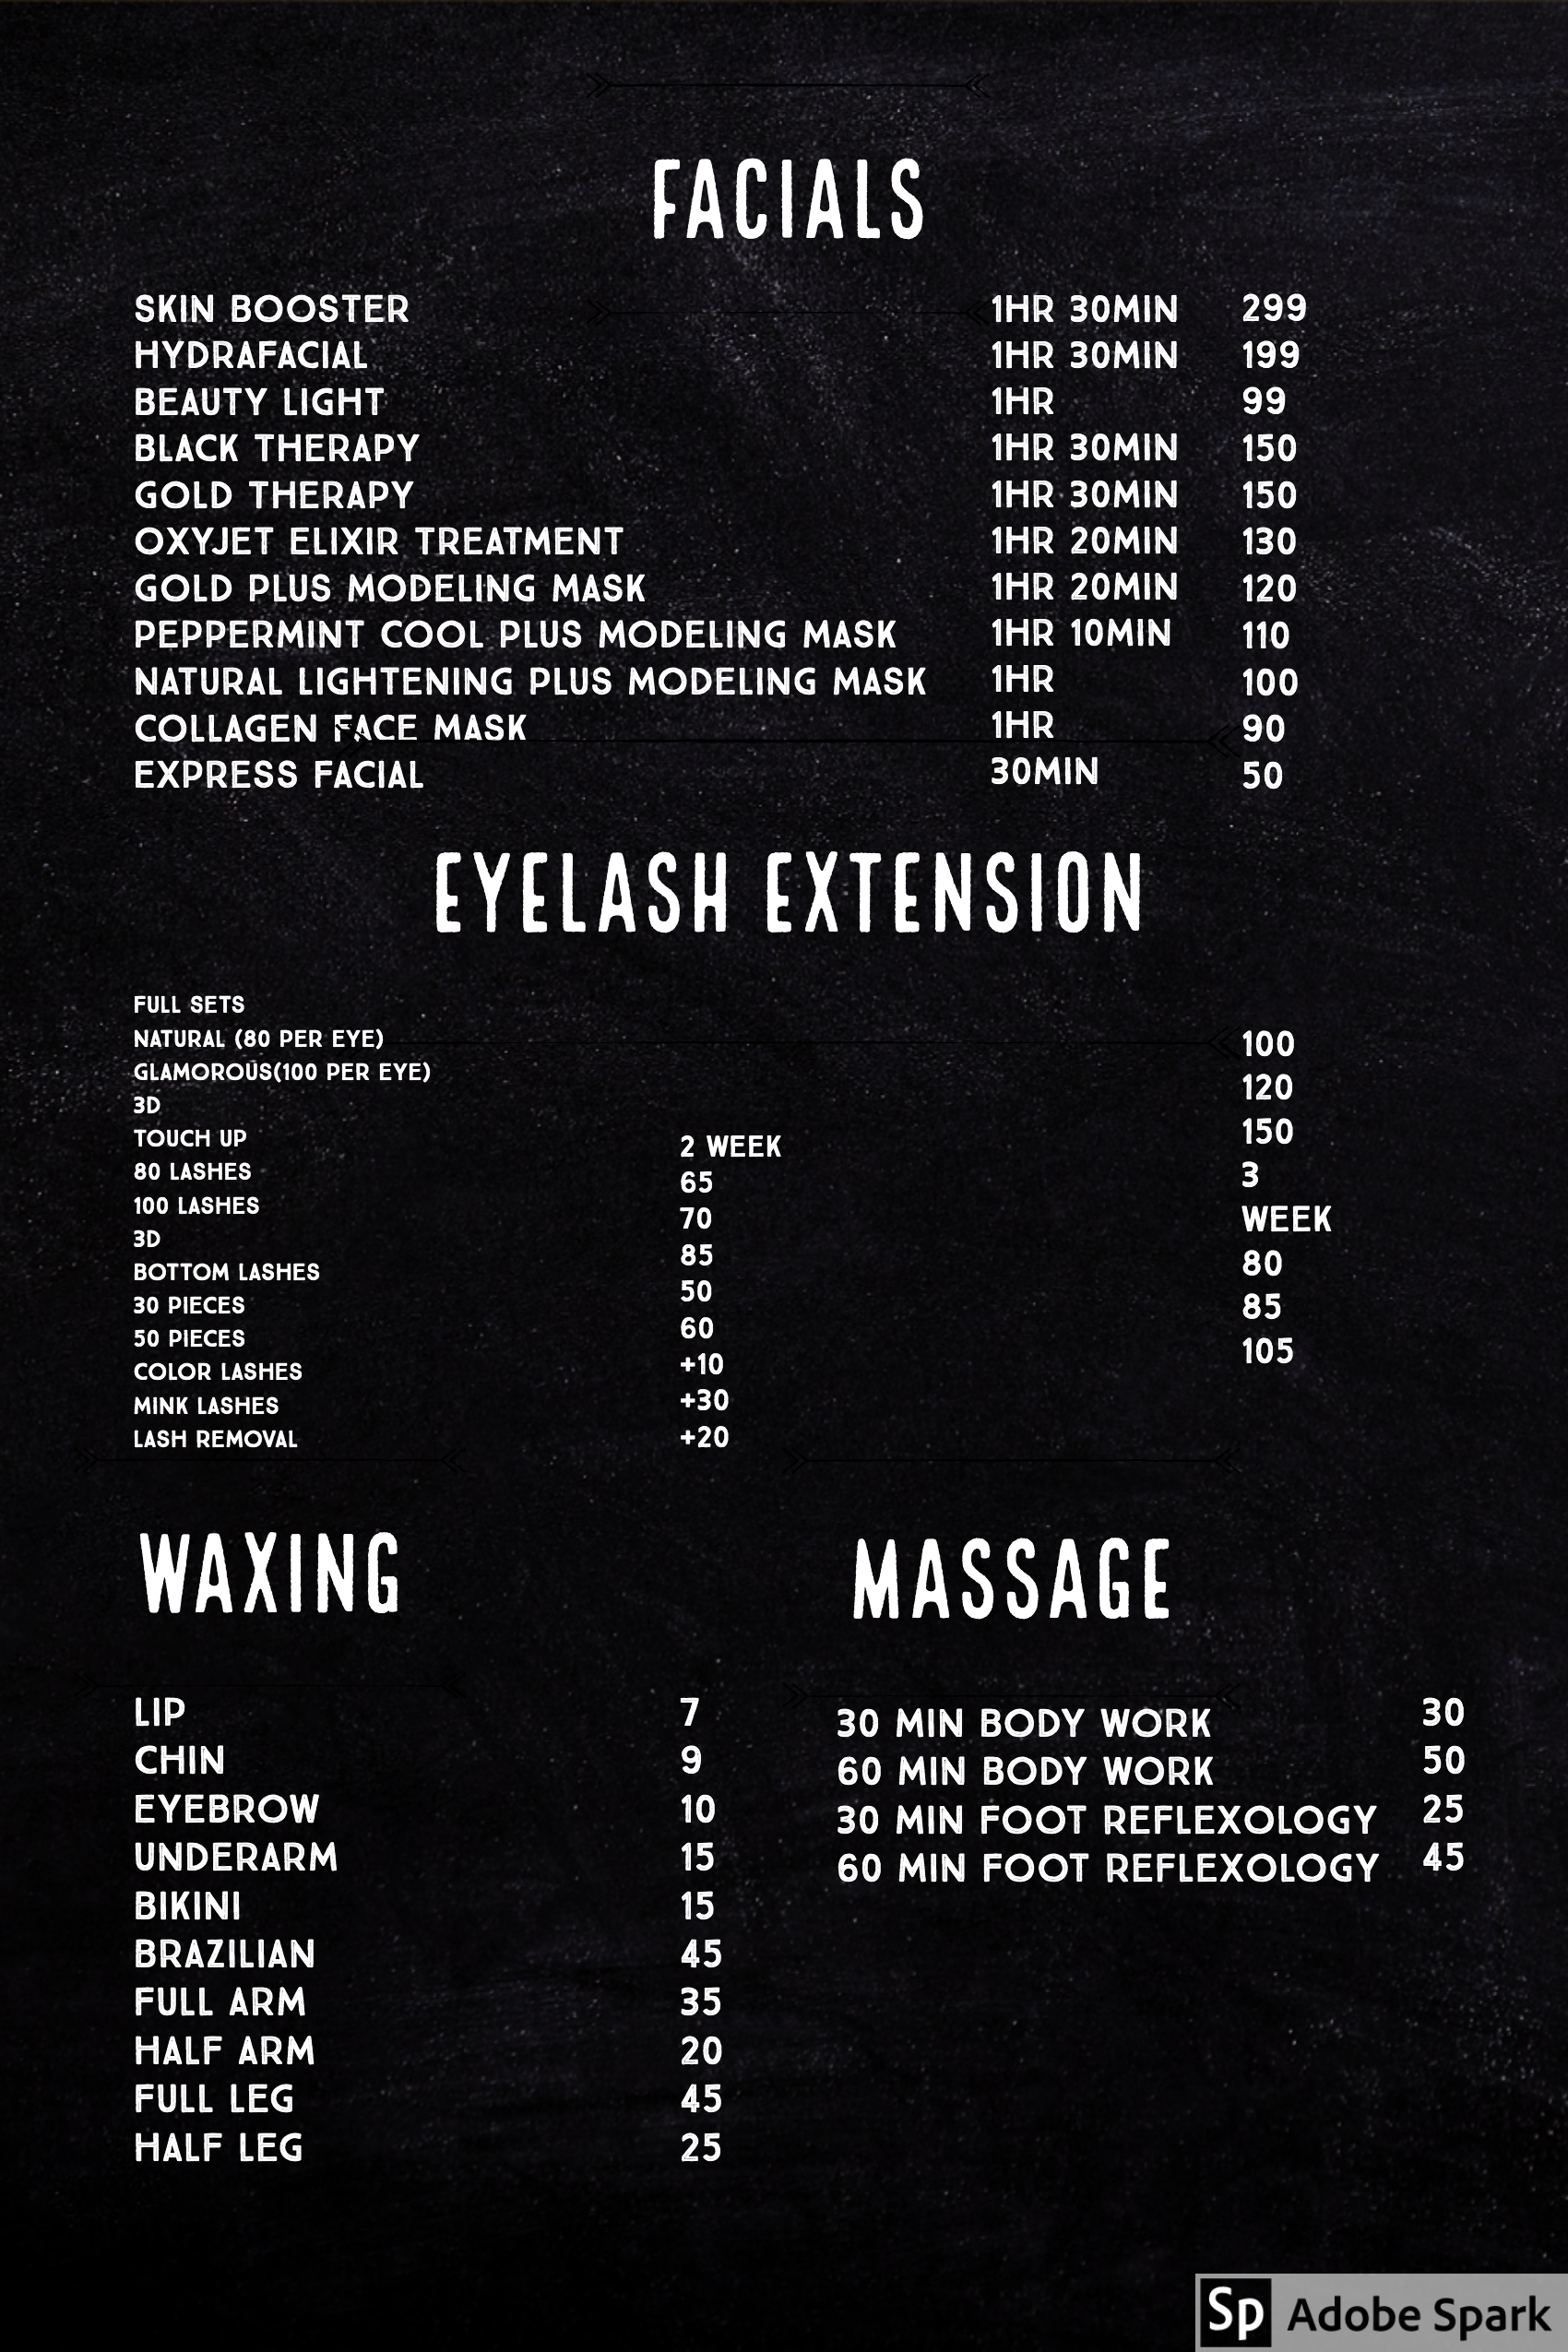 FACIALS
SKIN BOOSTER 1HR 30MIN 299
HYDRAFACIAL 1HR 30MIN 199
BEAUTY LIGHT 1HR 99
BLACK THERAPY 1HR 30MIN 150
GOLD THERAPY 1HR 30MIN 150
OXYJET ELIXIR TREATMENT 1HR 20MIN 130
GOLD PLUS MODELING MASK 1HR 20MIN 120
PEPPERMINT COOL PLUS MODELING MASK 1HR 10MIN 110
NATURAL LIGHTENING PLUS MODELING MASK 1HR 100
COLLAGEN FACE MASK 1HR 90
EXPRESS FACIAL 30MIN 50
EYELASH EXTENSION
FULL SETS
NATURAL (80 PER EYE)
GLAMOROUS(100 PER EYE)
3D
TOUCH UP
80 LASHES
100 LASHES
3D
BOTTOM LASHES
30 PIECES
50 PIECES
COLOR LASHES
MINK LASHES
LASH REMOVAL
2 WEEK
65
70
85
50
60
+10
+30
+20
100
120
150
3
WEEK
80
85
105
WAXING
LIP 7
CHIN 9
EYEBROW 10
UNDERARM 15
BIKINI 15
BRAZILIAN 45
FULL ARM 35
HALF ARM 20
FULL LEG 45
HALF LEG 25
MASSAGE
30 MIN BODY WORK 30
60 MIN BODY WORK 50
30 MIN FOOT REFLEXOLOGY 25
60 MIN FOOT REFLEXOLOGY 45
Sp Adobe Spark